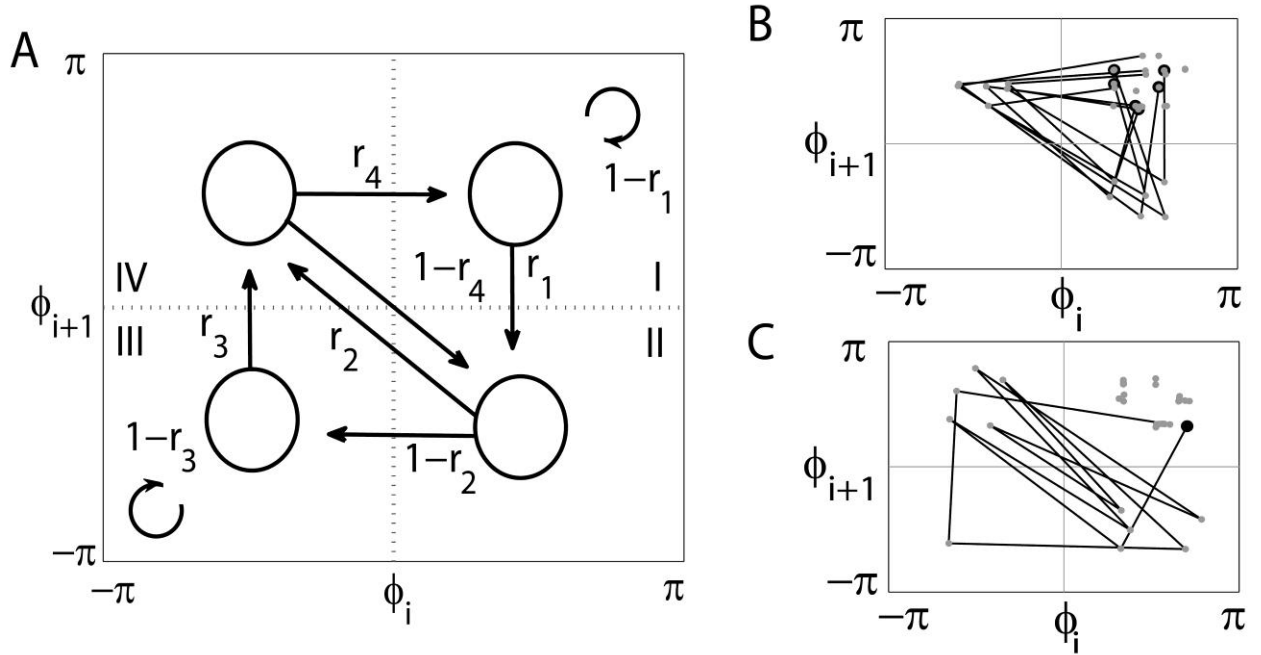 A
π
r₄
1−r₁
1−r₄
r₁
IV
I
ϕᵢ₊₁
III
II
r₃
r₂
1−r₃
1−r₂
−π
−π
ϕᵢ
π
B
π
ϕᵢ₊₁
−π
−π
ϕᵢ
π
C
π
ϕᵢ₊₁
−π
−π
ϕᵢ
π